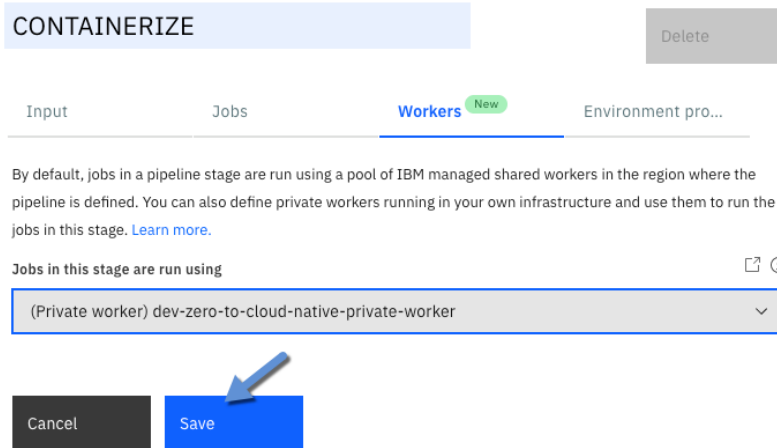 CONTAINERIZE
Delete
Input Jobs Workers New Environment pro...
By default, jobs in a pipeline stage are run using a pool of IBM managed shared workers in the region where the
pipeline is defined. You can also define private workers running in your own infrastructure and use them to run the
jobs in this stage. Learn more.
Jobs in this stage are run using
(Private worker) dev-zero-to-cloud-native-private-worker
Cancel Save